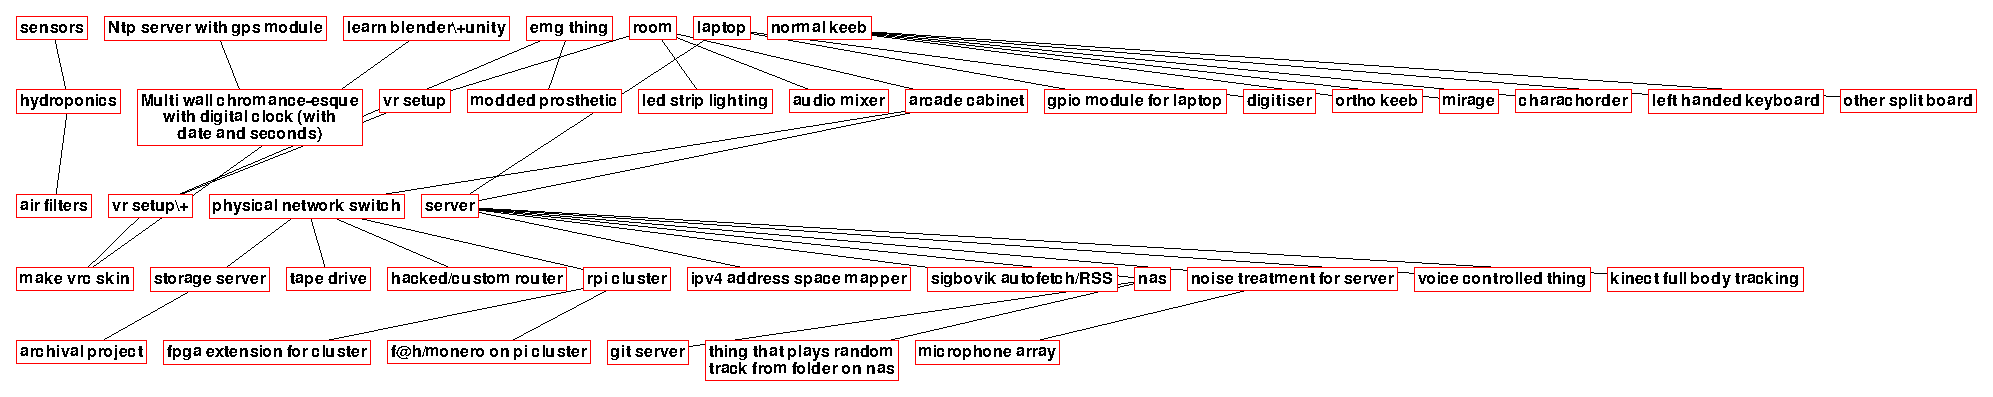 sensors
Ntp server with gps module
learn blender\+unity
emg thing
room
laptop
normal keeb
hydroponics
Multi wall chromance-esque
with digital clock (with
date and seconds)
vr setup
modded prosthetic
led strip lighting
audio mixer
arcade cabinet
gpio module for laptop
digitiser
ortho keeb
mirage
charachorder
left handed keyboard
other split board
air filters
vr setup\+
physical network switch
server
make vrc skin
storage server
tape drive
hacked/custom router
rpi cluster
ipv4 address space mapper
sigbovik autofetch/RSS
nas
noise treatment for server
voice controlled thing
kinect full body tracking
archival project
fpga extension for cluster
f@h/monero on pi cluster
git server
thing that plays random
track from folder on nas
microphone array